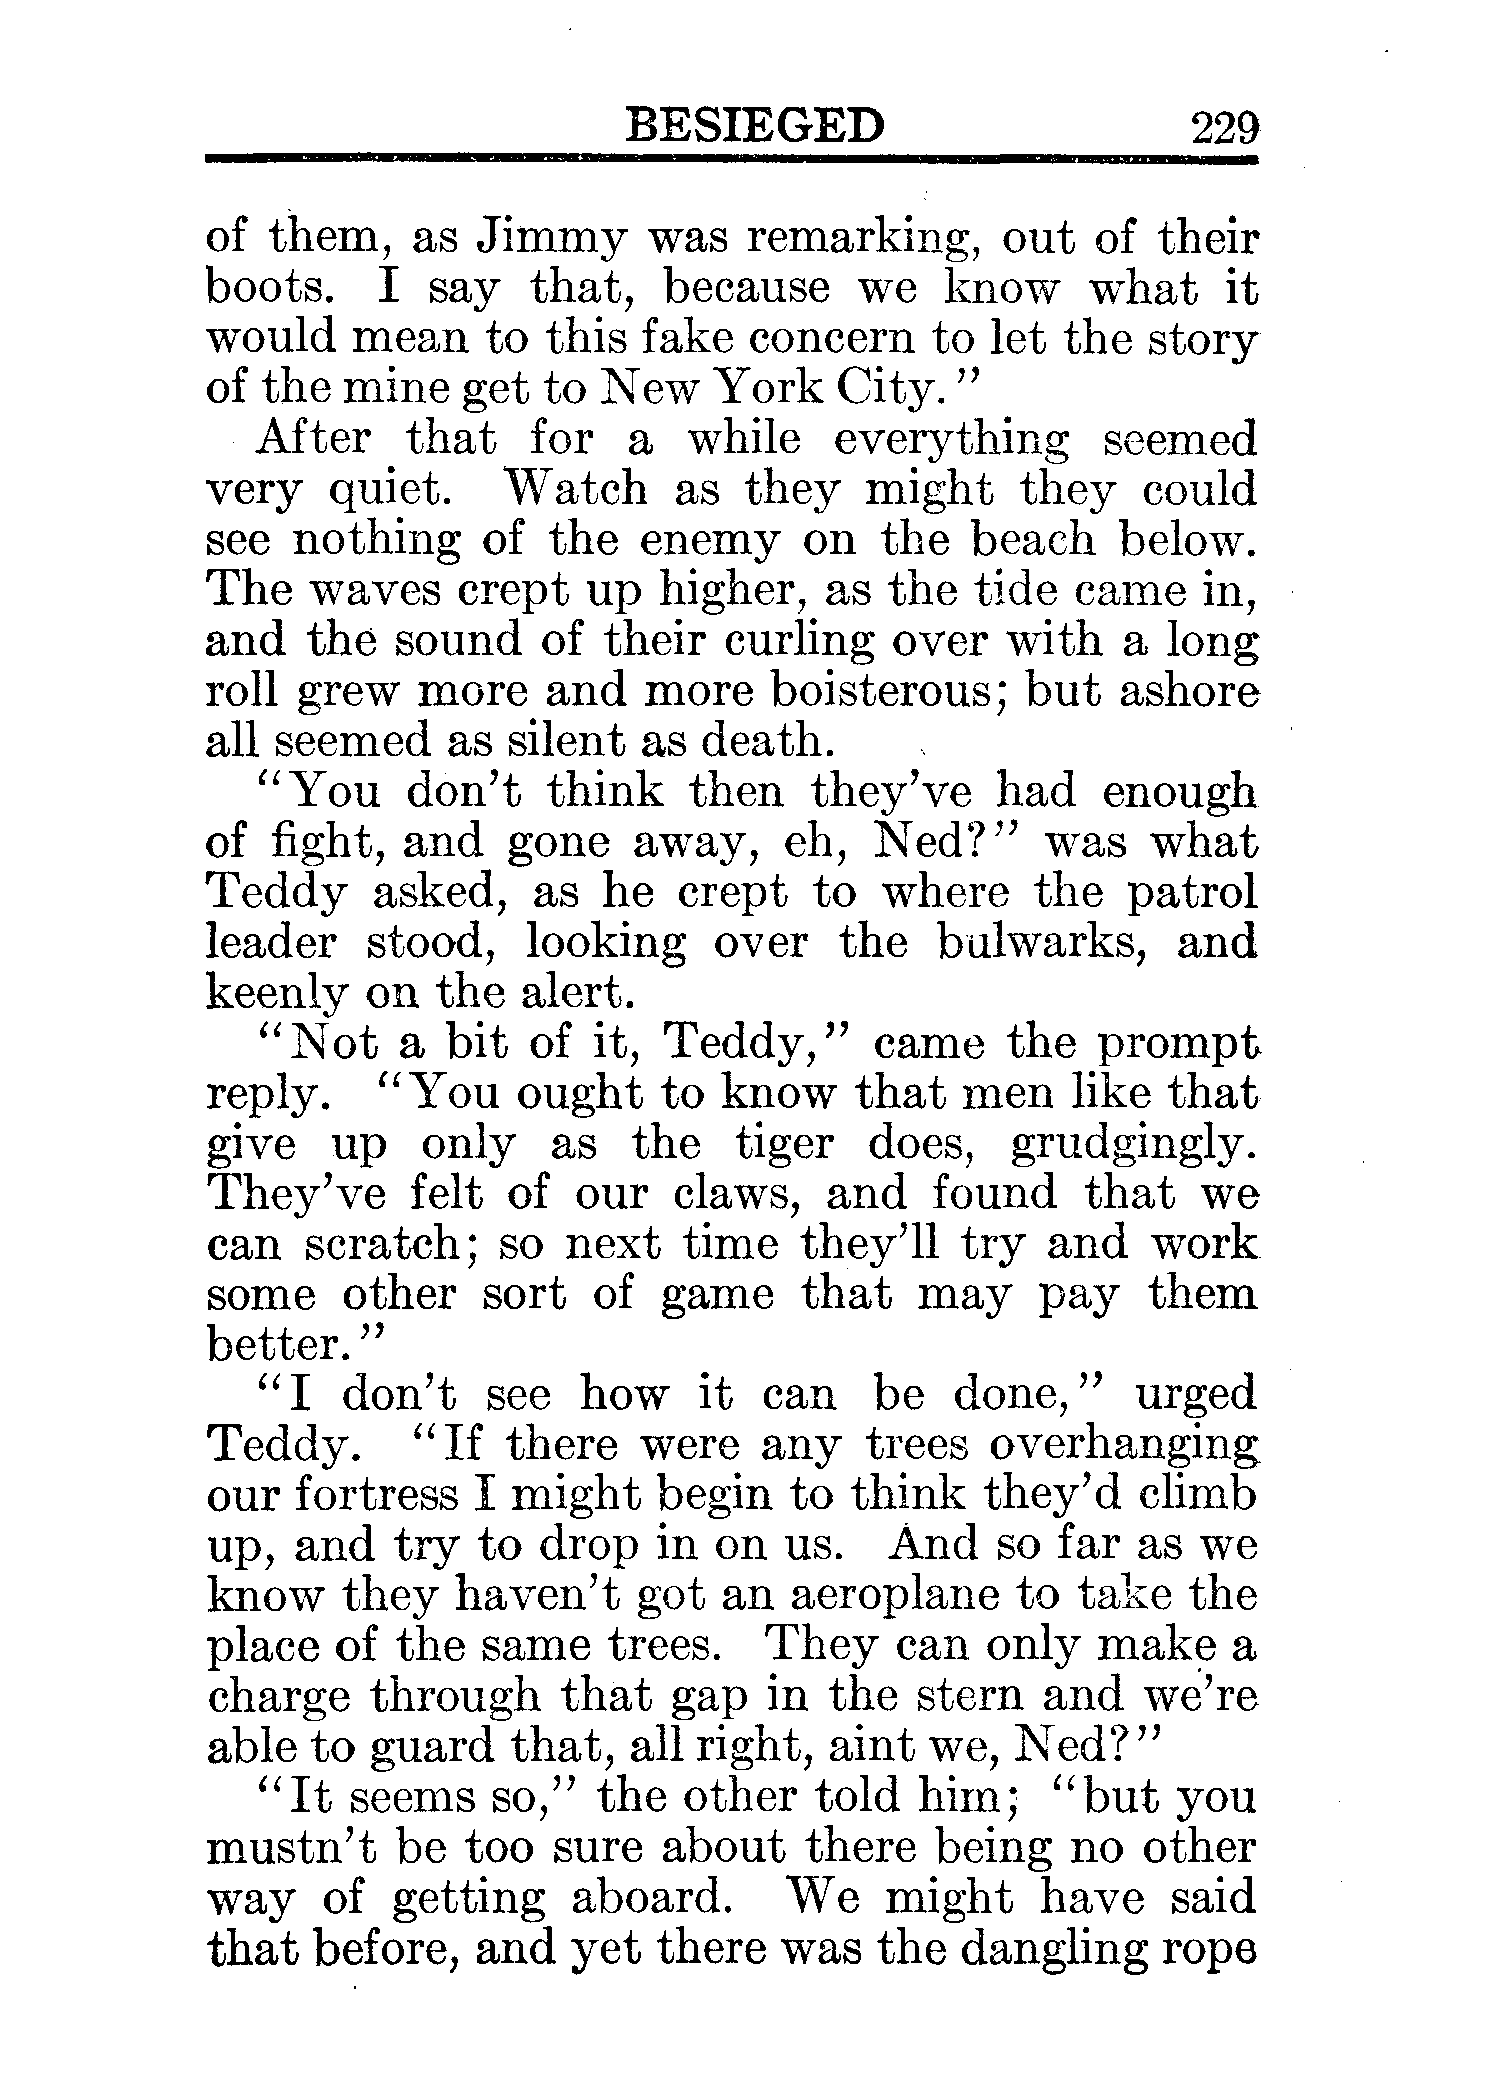 BESIEGED 229
of them, as Jimmy was remarking, out of their
boots. I say that, because we know what it
would mean to this fake concern to let the story
of the mine get to New York City."
After that for a while everything seemed
very quiet. Watch as they might they could
see nothing of the enemy on the beach below.
The waves crept up higher, as the tide came in,
and the sound of their curling over with a long
roll grew more and more boisterous; but ashore
all seemed as silent as death.
"You don't think then they've had enough
of fight, and gone away, eh, Ned?" was what
Teddy asked, as he crept to where the patrol
leader stood, looking over the bulwarks, and
keenly on the alert.
"Not a bit of it, Teddy," came the prompt
reply. "You ought to know that men like that
give up only as the tiger does, grudgingly.
They've felt of our claws, and found that we
can scratch; so next time they'll try and work
some other sort of game that may pay them
better."
"I don't see how it can be done," urged
Teddy. "If there were any trees overhanging
our fortress I might begin to think they'd climb
up, and try to drop in on us. And so far as we
know they haven't got an aeroplane to take the
place of the same trees. They can only make a
charge through that gap in the stern and we're
able to guard that, all right, aint we, Ned?"
"It seems so," the other told him; "but you
mustn't be too sure about there being no other
way of getting aboard. We might have said
that before, and yet there was the dangling rope